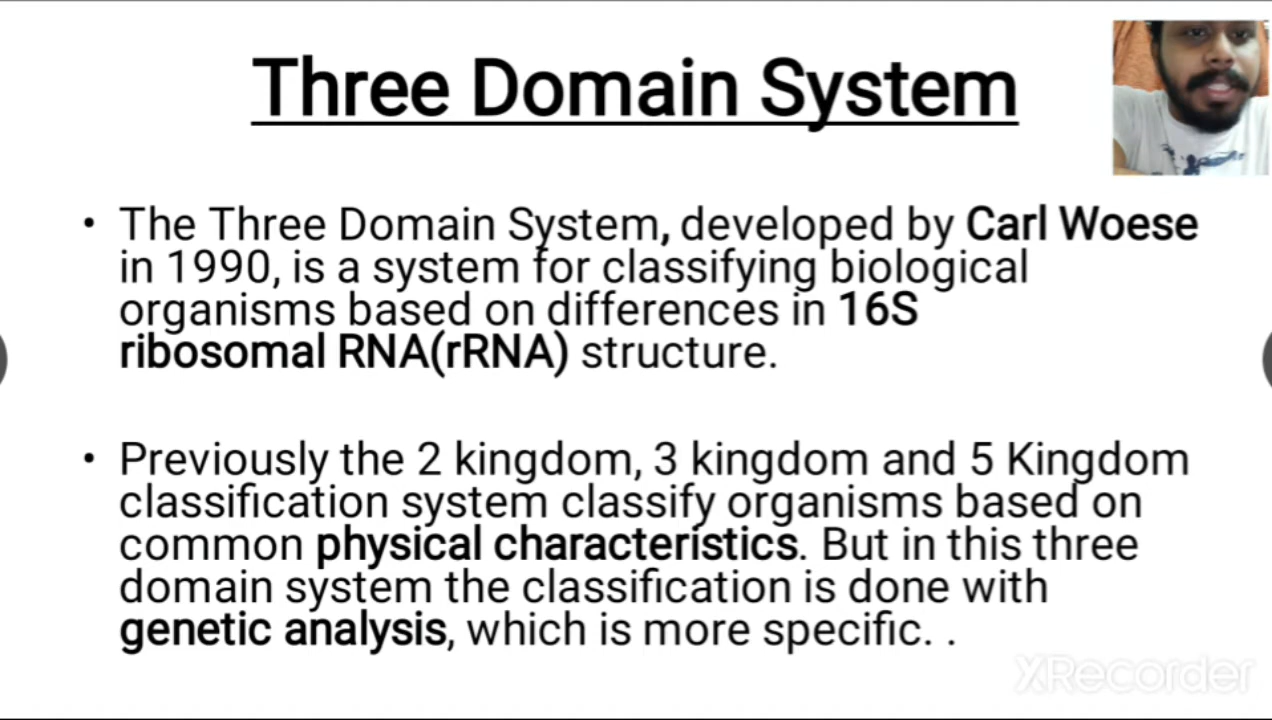 Three Domain System
• The Three Domain System, developed by Carl Woese
in 1990, is a system for classifying biological
organisms based on differences in 16S
ribosomal RNA(rRNA) structure.
• Previously the 2 kingdom, 3 kingdom and 5 Kingdom
classification system classify organisms based on
common physical characteristics. But in this three
domain system the classification is done with
genetic analysis, which is more specific. .
XRecorder